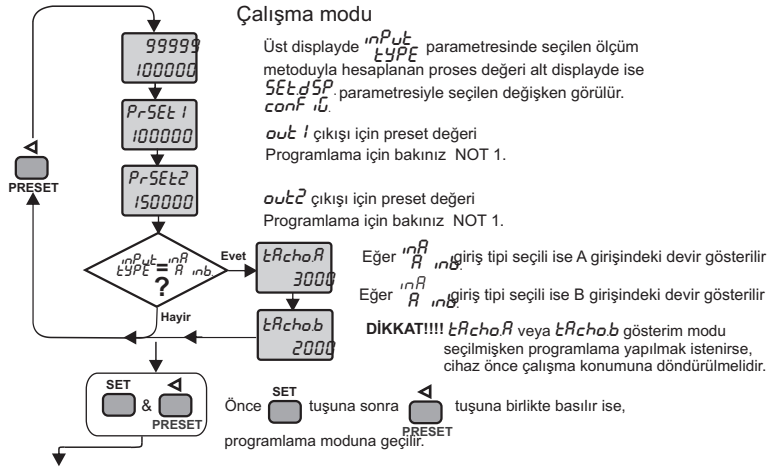 Çalışma modu
99999
100000
Üst displayde inPut tYPE parametresinde seçilen ölçüm
metoduyla hesaplanan proses değeri alt displayde ise
SEt.dSP. conF iG. parametresiyle seçilen değişken görülür.
PrSEt1
100000
out 1 çıkışı için preset değeri
Programlama için bakınız NOT 1.
PRESET
PrSEt2
150000
out2 çıkışı için preset değeri
Programlama için bakınız NOT 1.
inPut tYPE = inA A inb.
?
Evet
Hayir
tAcho.A
3000
Eğer inA A inb. giriş tipi seçili ise A girişindeki devir gösterilir
Eğer inA A inb. giriş tipi seçili ise B girişindeki devir gösterilir
tAcho.b
2000
DİKKAT!!!! tAcho.A veya tAcho.b gösterim modu
seçilmişken programlama yapılmak istenirse,
cihaz önce çalışma konumuna döndürülmelidir.
SET & PRESET
Önce SET tuşuna sonra PRESET tuşuna birlikte basılır ise,
programlama moduna geçilir.